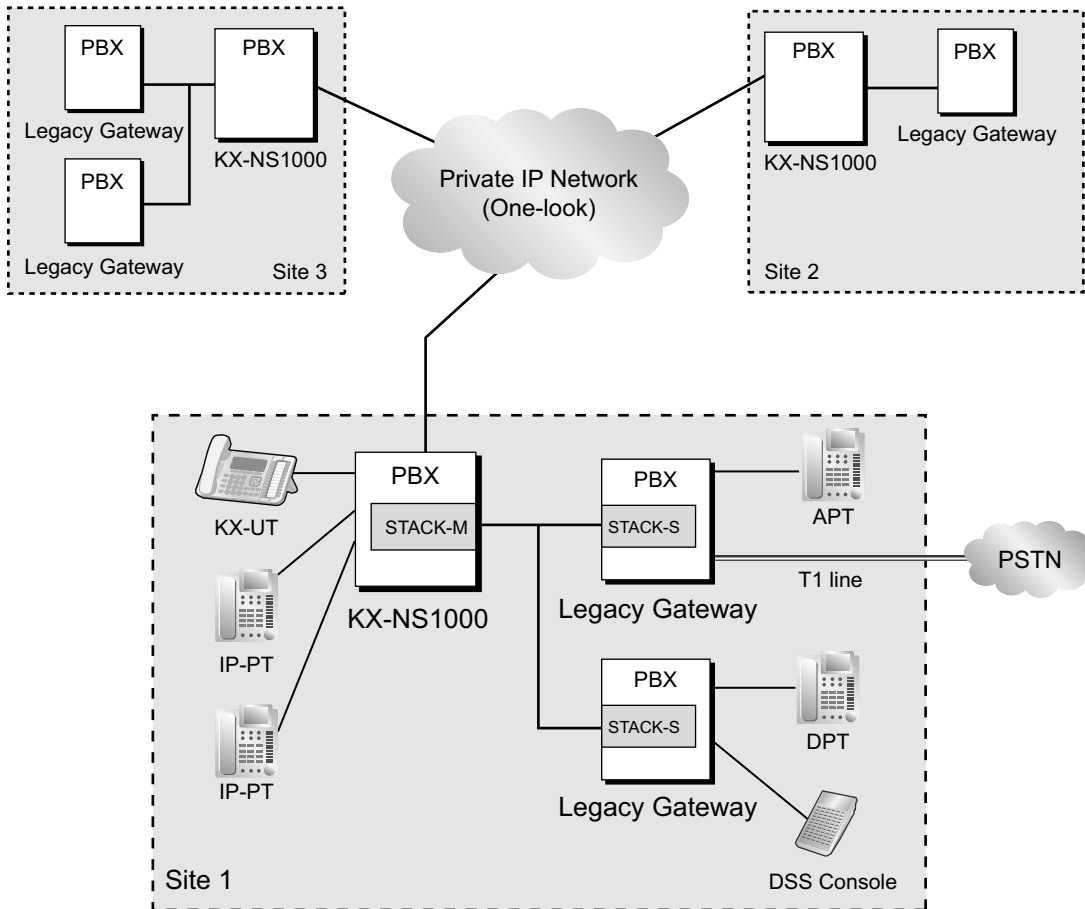 PBX
Legacy Gateway
PBX
KX-NS1000
PBX
Legacy Gateway
Site 3
Private IP Network
(One-look)
PBX
KX-NS1000
PBX
Legacy Gateway
Site 2
KX-UT
IP-PT
IP-PT
PBX
STACK-M
KX-NS1000
PBX
STACK-S
Legacy Gateway
APT
T1 line
PSTN
PBX
STACK-S
Legacy Gateway
DPT
DSS Console
Site 1